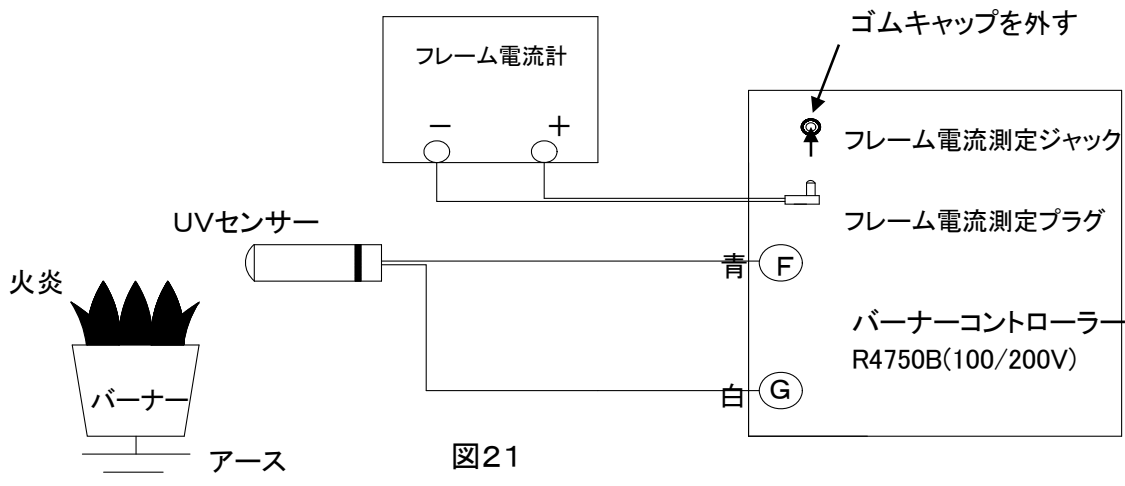 ゴムキャップを外す
フレーム電流計
－ ＋
フレーム電流測定ジャック
UVセンサー
フレーム電流測定プラグ
青 F
火炎
バーナーコントローラー
R4750B(100/200V)
バーナー
白 G
アース
図21